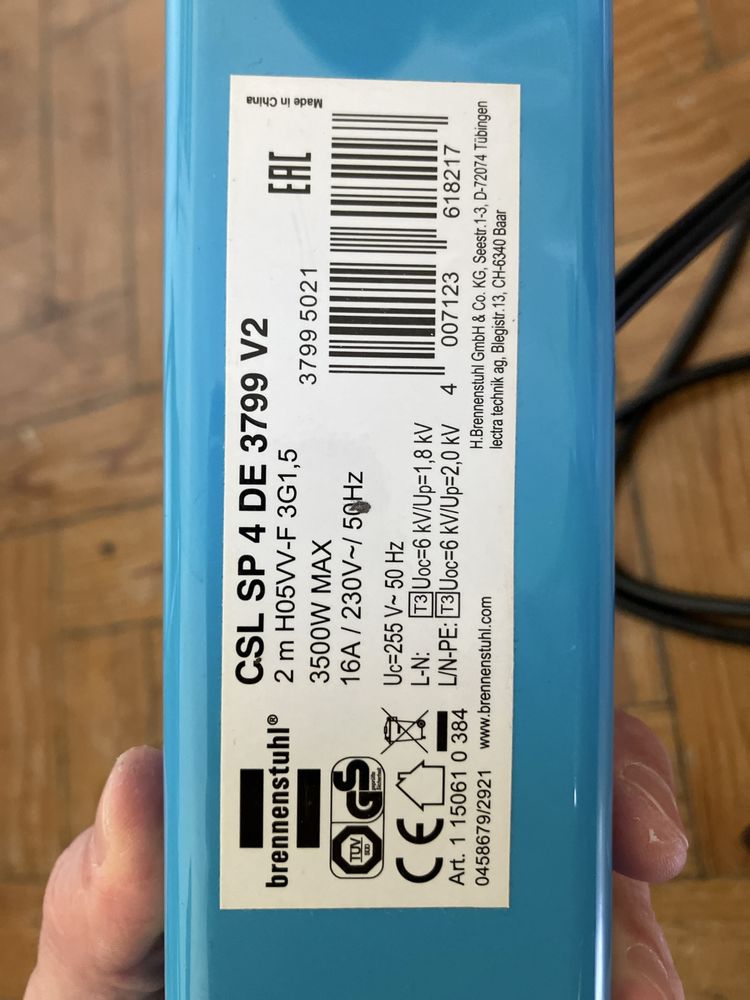 brennenstuhl®
CSL SP 4 DE 3799 V2
2 m H05VV-F 3G1,5
3500W MAX
16A / 230V~/ 50Hz
3799 5021
EAC
Made in China
TÜV
SÜD
GS
geprüfte
Sicherheit
CE
Uc=255 V~ 50 Hz
L-N: T3 Uoc=6 kV/Up=1,8 kV
L/N-PE: T3 Uoc=6 kV/Up=2,0 kV
4 007123 618217
Art. 1 15061 0 384
0458679/2921
www.brennenstuhl.com
H.Brennenstuhl GmbH & Co. KG, Seestr.1-3, D-72074 Tübingen
lectra technik ag, Blegistr.13, CH-6340 Baar